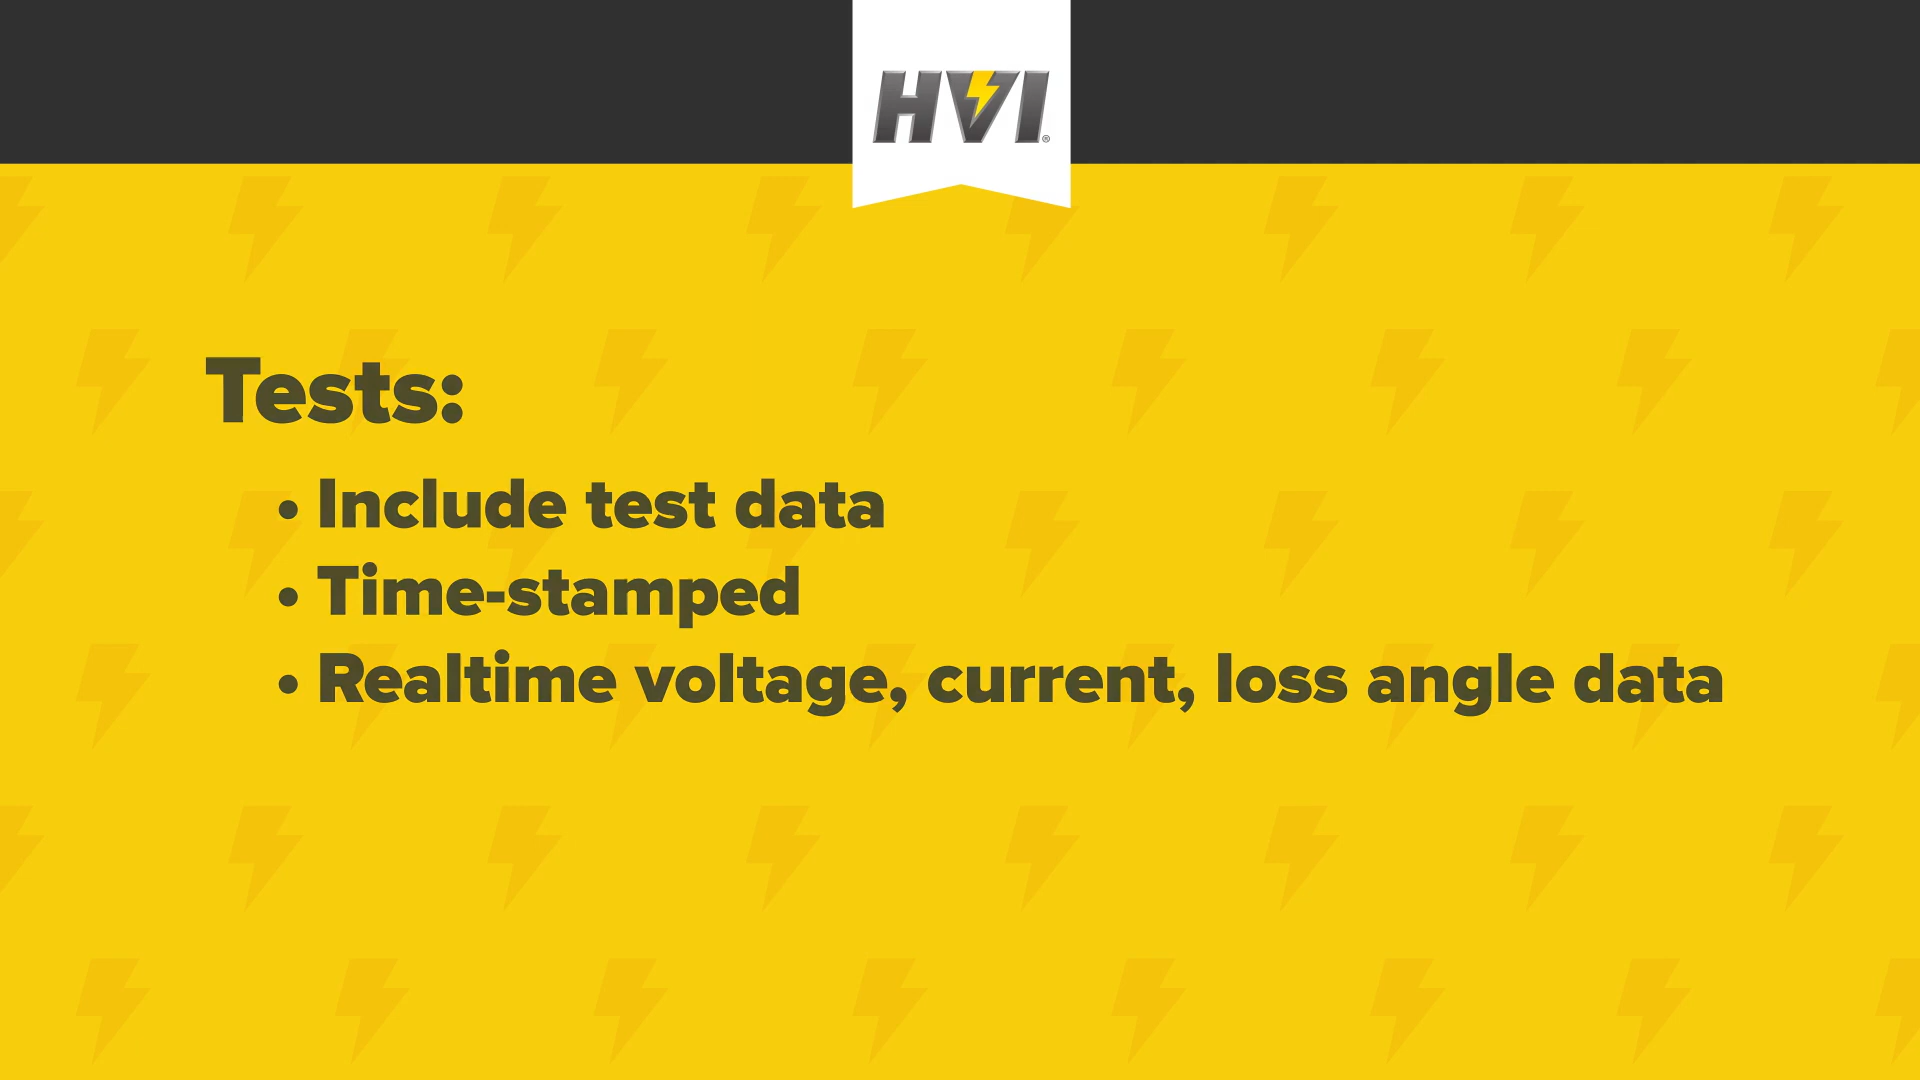 HVI®
Tests:
• Include test data
• Time-stamped
• Realtime voltage, current, loss angle data